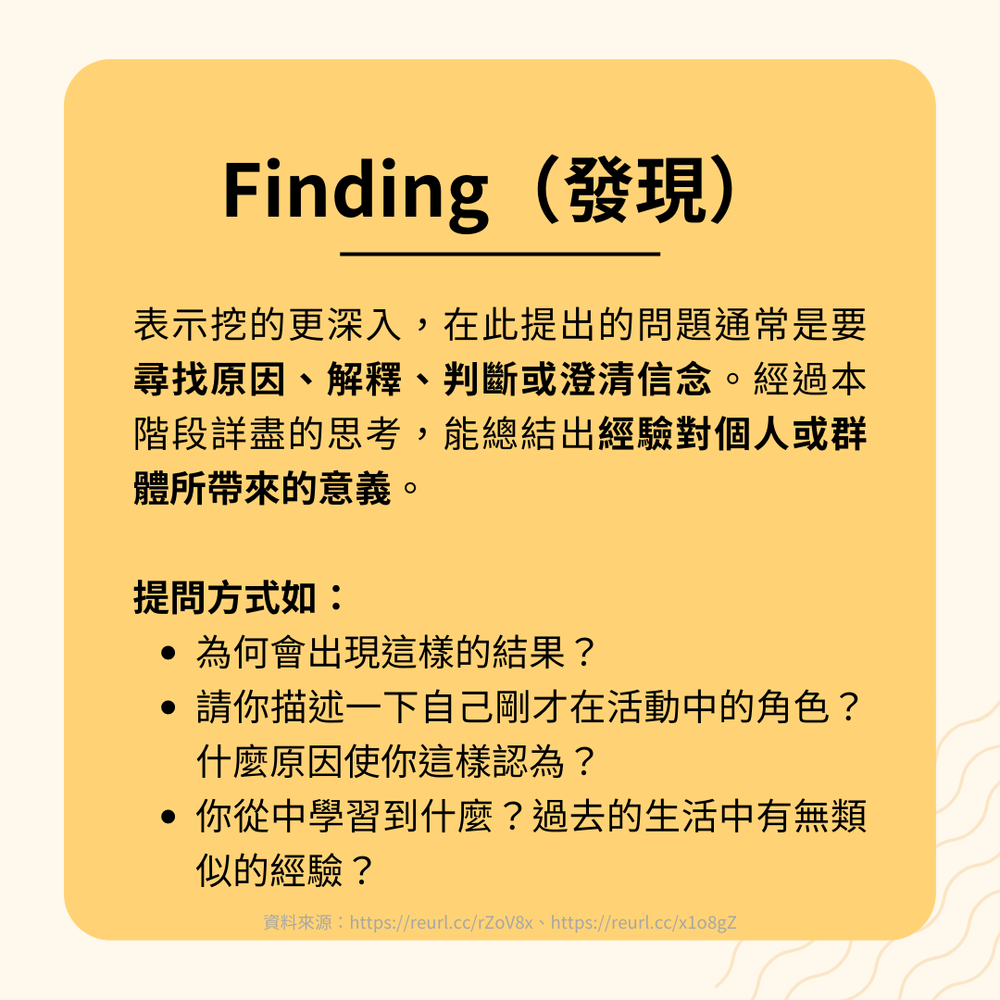 Finding（發現）
表示挖的更深入，在此提出的問題通常是要
尋找原因、解釋、判斷或澄清信念。經過本
階段詳盡的思考，能總結出經驗對個人或群
體所帶來的意義。
提問方式如：
• 為何會出現這樣的結果？
• 請你描述一下自己剛才在活動中的角色？
什麼原因使你這樣認為？
• 你從中學習到什麼？過去的生活中有無類
似的經驗？
資料來源：https://reurl.cc/rZoV8x、https://reurl.cc/x1o8gZ